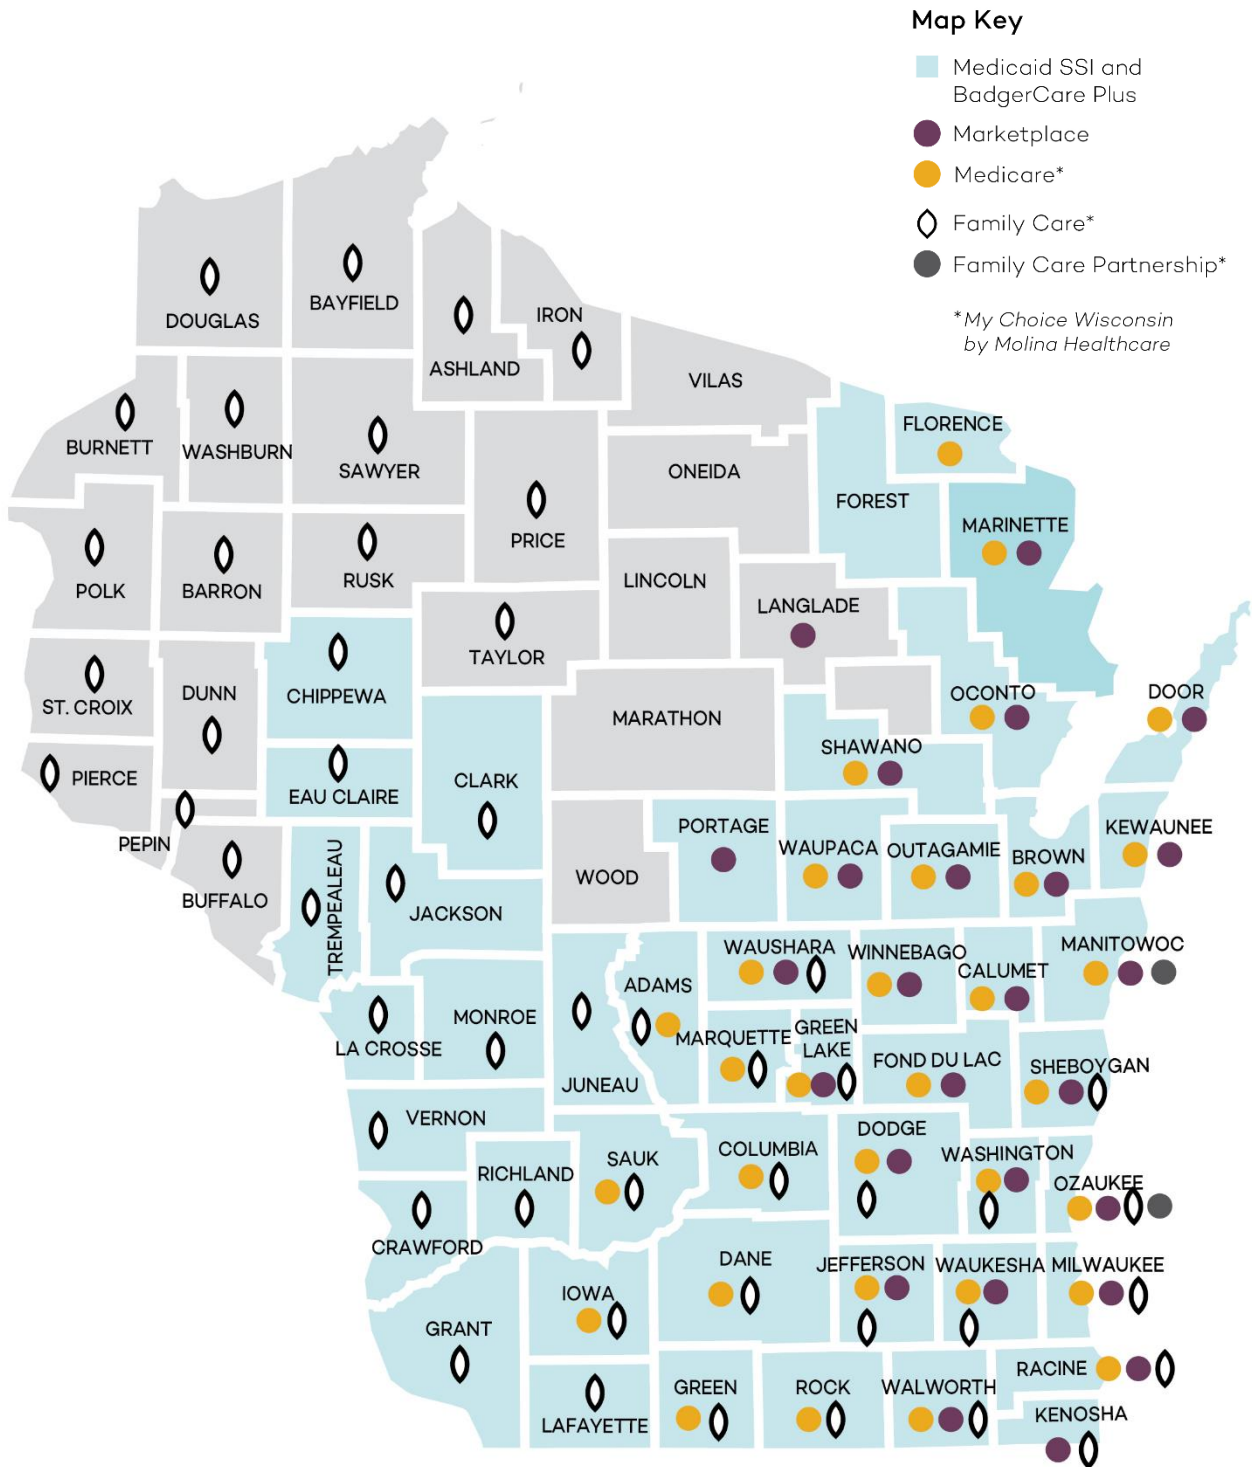 Map Key
Medicaid SSI and
BadgerCare Plus
Marketplace
Medicare*
Family Care*
Family Care Partnership*
*My Choice Wisconsin
by Molina Healthcare
DOUGLAS
BAYFIELD
ASHLAND
IRON
VILAS
FLORENCE
BURNETT
WASHBURN
SAWYER
ONEIDA
FOREST
MARINETTE
PRICE
POLK
BARRON
RUSK
LINCOLN
LANGLADE
TAYLOR
ST. CROIX
DUNN
CHIPPEWA
MARATHON
OCONTO
DOOR
SHAWANO
PIERCE
EAU CLAIRE
CLARK
PEPIN
PORTAGE
WAUPACA
OUTAGAMIE
BROWN
KEWAUNEE
BUFFALO
TREMPEALEAU
JACKSON
WOOD
WAUSHARA
WINNEBAGO
CALUMET
MANITOWOC
ADAMS
LA CROSSE
MONROE
JUNEAU
MARQUETTE
GREEN
LAKE
FOND DU LAC
SHEBOYGAN
VERNON
RICHLAND
SAUK
COLUMBIA
DODGE
WASHINGTON
OZAUKEE
CRAWFORD
DANE
JEFFERSON
WAUKESHA
MILWAUKEE
GRANT
IOWA
LAFAYETTE
GREEN
ROCK
WALWORTH
RACINE
KENOSHA